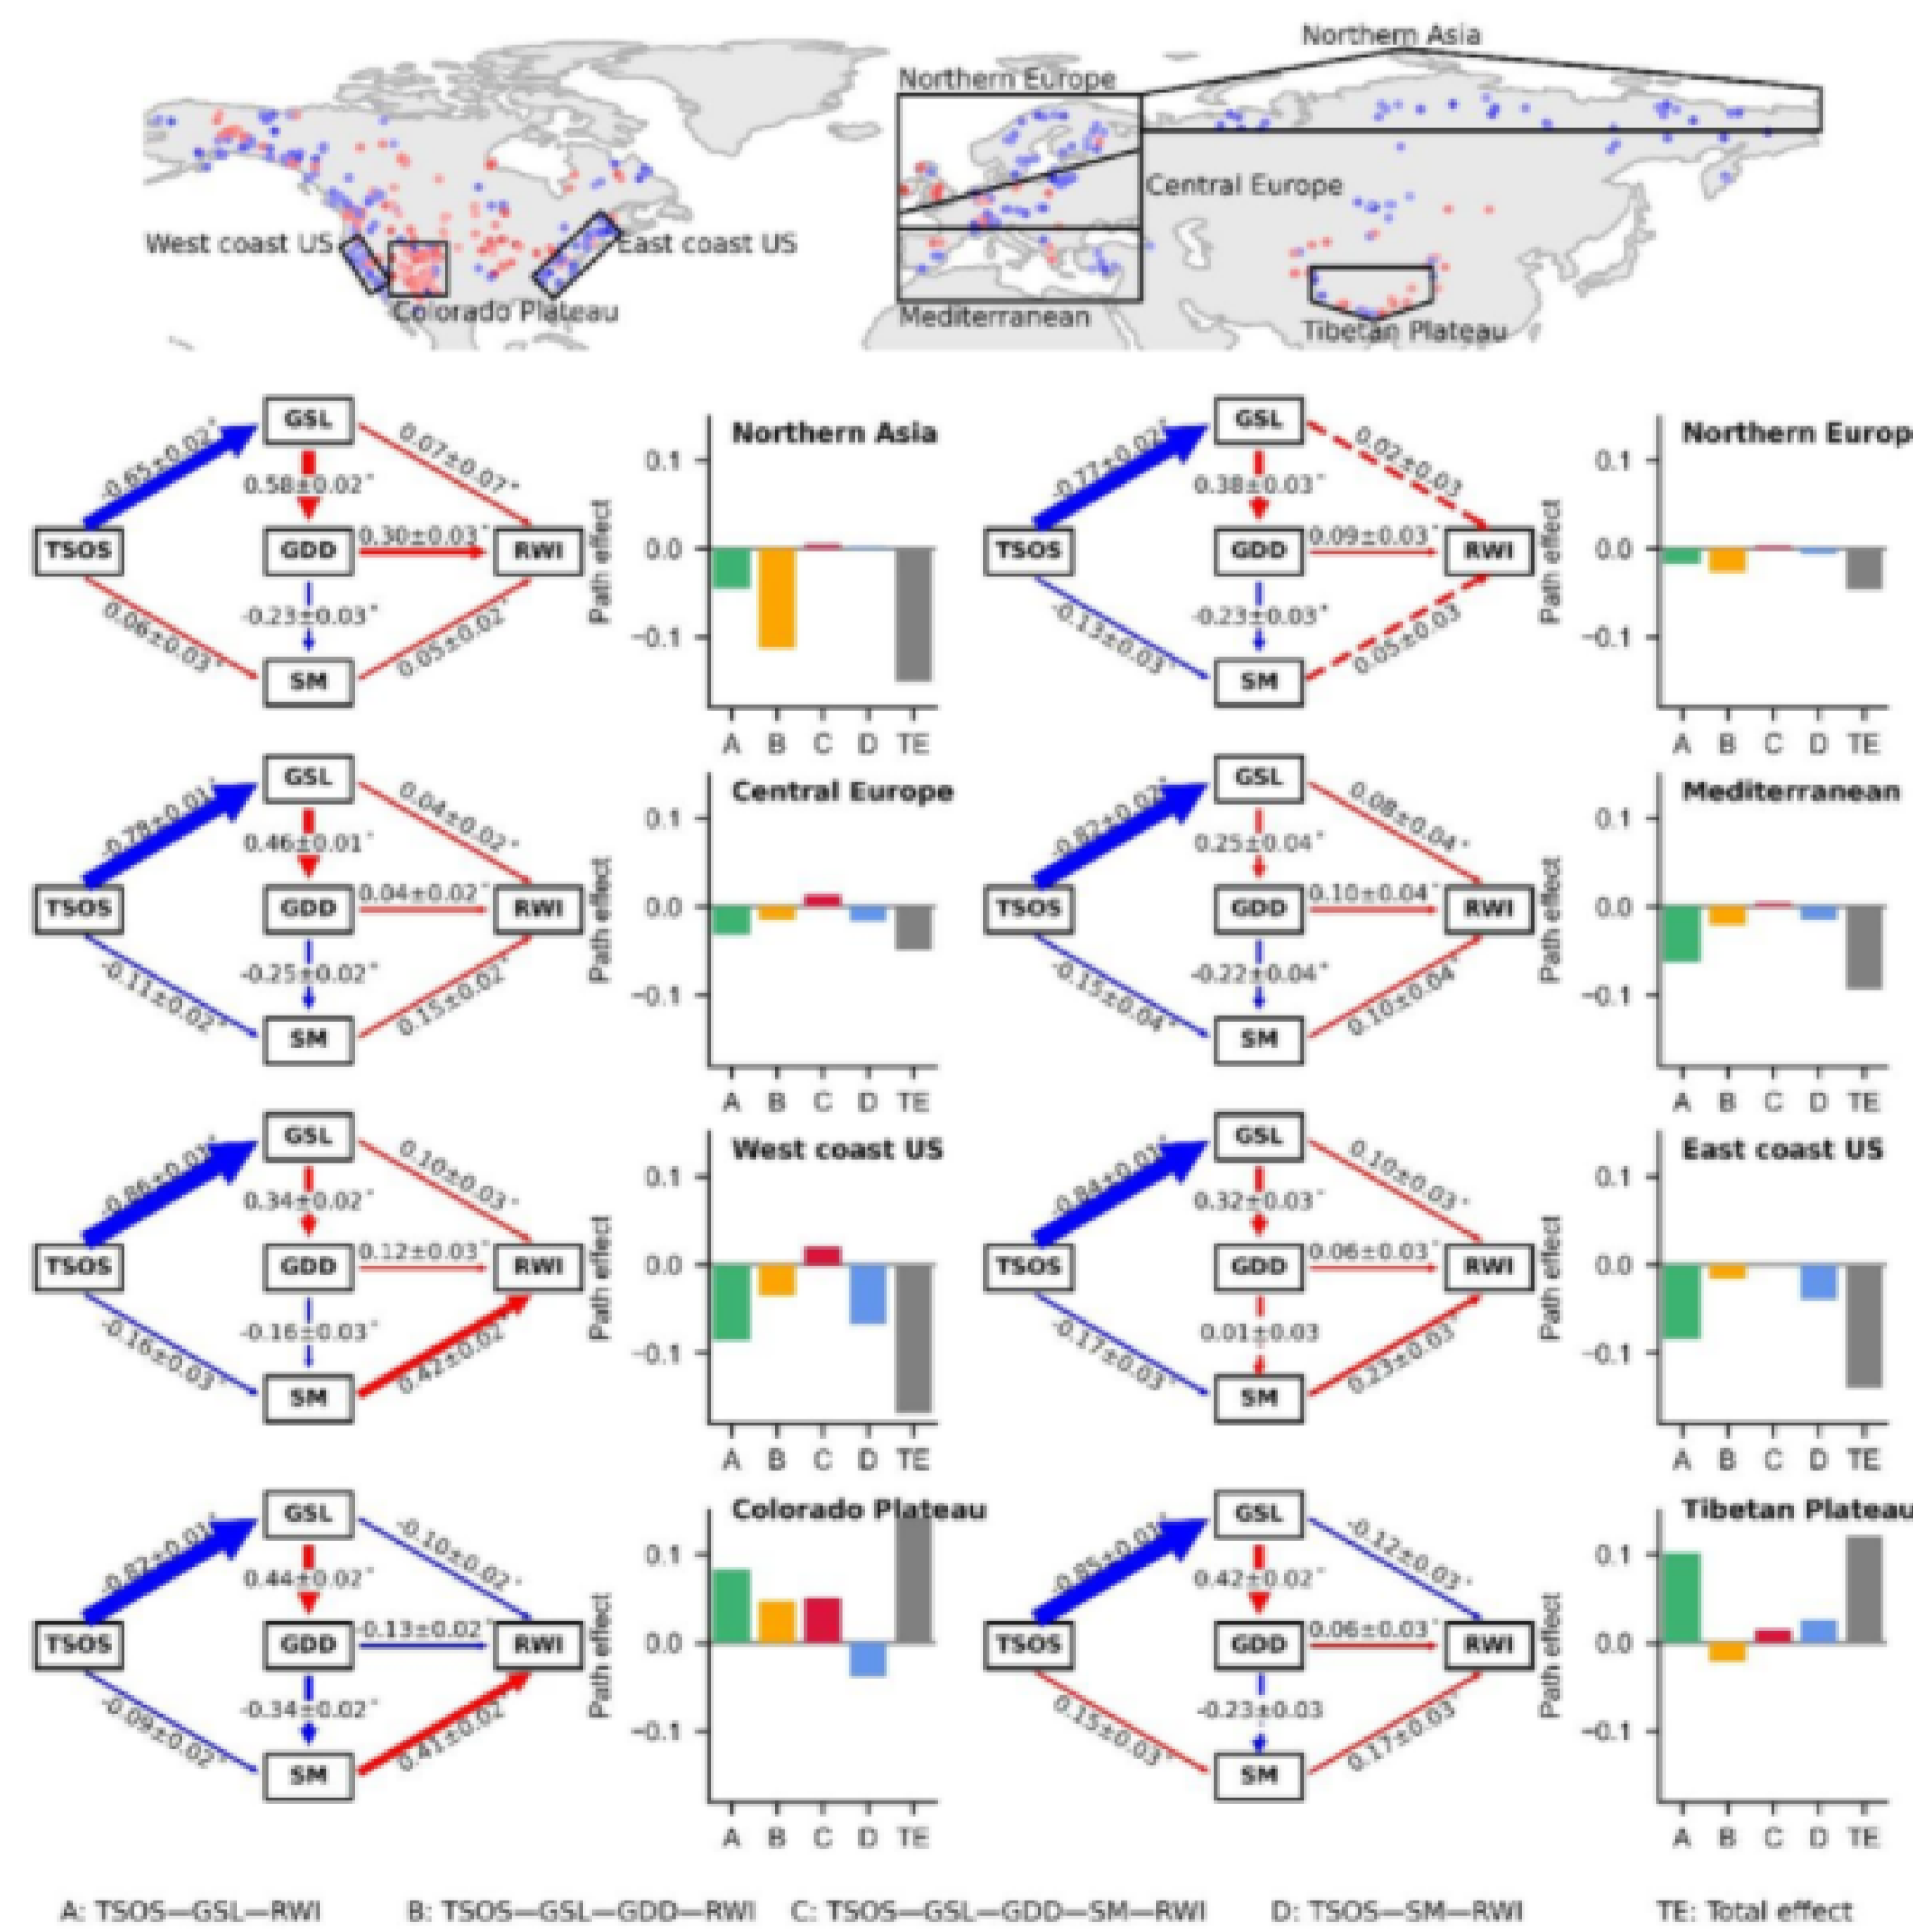 Northern Asia
Northern Europe
Central Europe
West coast US
East coast US
Colorado Plateau
Mediterranean
Tibetan Plateau
GSL
-0.65±0.02*
0.07±0.07*
0.58±0.02*
TSOS
GDD
0.30±0.03*
RWI
-0.23±0.03*
0.06±0.03*
0.05±0.02*
SM
Northern Asia
Path effect
0.1
0.0
−0.1
A B C D TE
GSL
-0.77±0.02*
0.02±0.03
0.38±0.03*
TSOS
GDD
0.09±0.03*
RWI
-0.23±0.03*
-0.13±0.03*
0.05±0.03
SM
Northern Europ
Path effect
0.1
0.0
−0.1
A B C D TE
GSL
-0.78±0.01*
0.04±0.02*
0.46±0.01*
TSOS
GDD
0.04±0.02*
RWI
-0.25±0.02*
-0.11±0.02*
0.15±0.02*
SM
Central Europe
Path effect
0.1
0.0
−0.1
A B C D TE
GSL
-0.82±0.02*
0.08±0.04*
0.25±0.04*
TSOS
GDD
0.10±0.04*
RWI
-0.22±0.04*
-0.15±0.04*
0.10±0.04*
SM
Mediterranean
Path effect
0.1
0.0
−0.1
A B C D TE
GSL
-0.86±0.01*
0.10±0.03*
0.34±0.02*
TSOS
GDD
0.12±0.03*
RWI
-0.16±0.03*
-0.16±0.03*
0.42±0.02*
SM
West coast US
Path effect
0.1
0.0
−0.1
A B C D TE
GSL
-0.84±0.01*
0.10±0.03*
0.32±0.03*
TSOS
GDD
0.06±0.03*
RWI
0.01±0.03
-0.17±0.03*
0.23±0.03*
SM
East coast US
Path effect
0.1
0.0
−0.1
A B C D TE
GSL
-0.82±0.01*
-0.10±0.02*
0.44±0.02*
TSOS
GDD
-0.13±0.02*
RWI
-0.34±0.02*
-0.09±0.02*
0.41±0.02*
SM
Colorado Plateau
Path effect
0.1
0.0
−0.1
A B C D TE
GSL
-0.85±0.01*
-0.12±0.03*
0.42±0.02*
TSOS
GDD
0.06±0.03*
RWI
-0.23±0.03
0.15±0.03*
0.17±0.03*
SM
Tibetan Plateau
Path effect
0.1
0.0
−0.1
A B C D TE
A: TSOS—GSL—RWI B: TSOS—GSL—GDD—RWI C: TSOS—GSL—GDD—SM—RWI D: TSOS—SM—RWI TE: Total effect